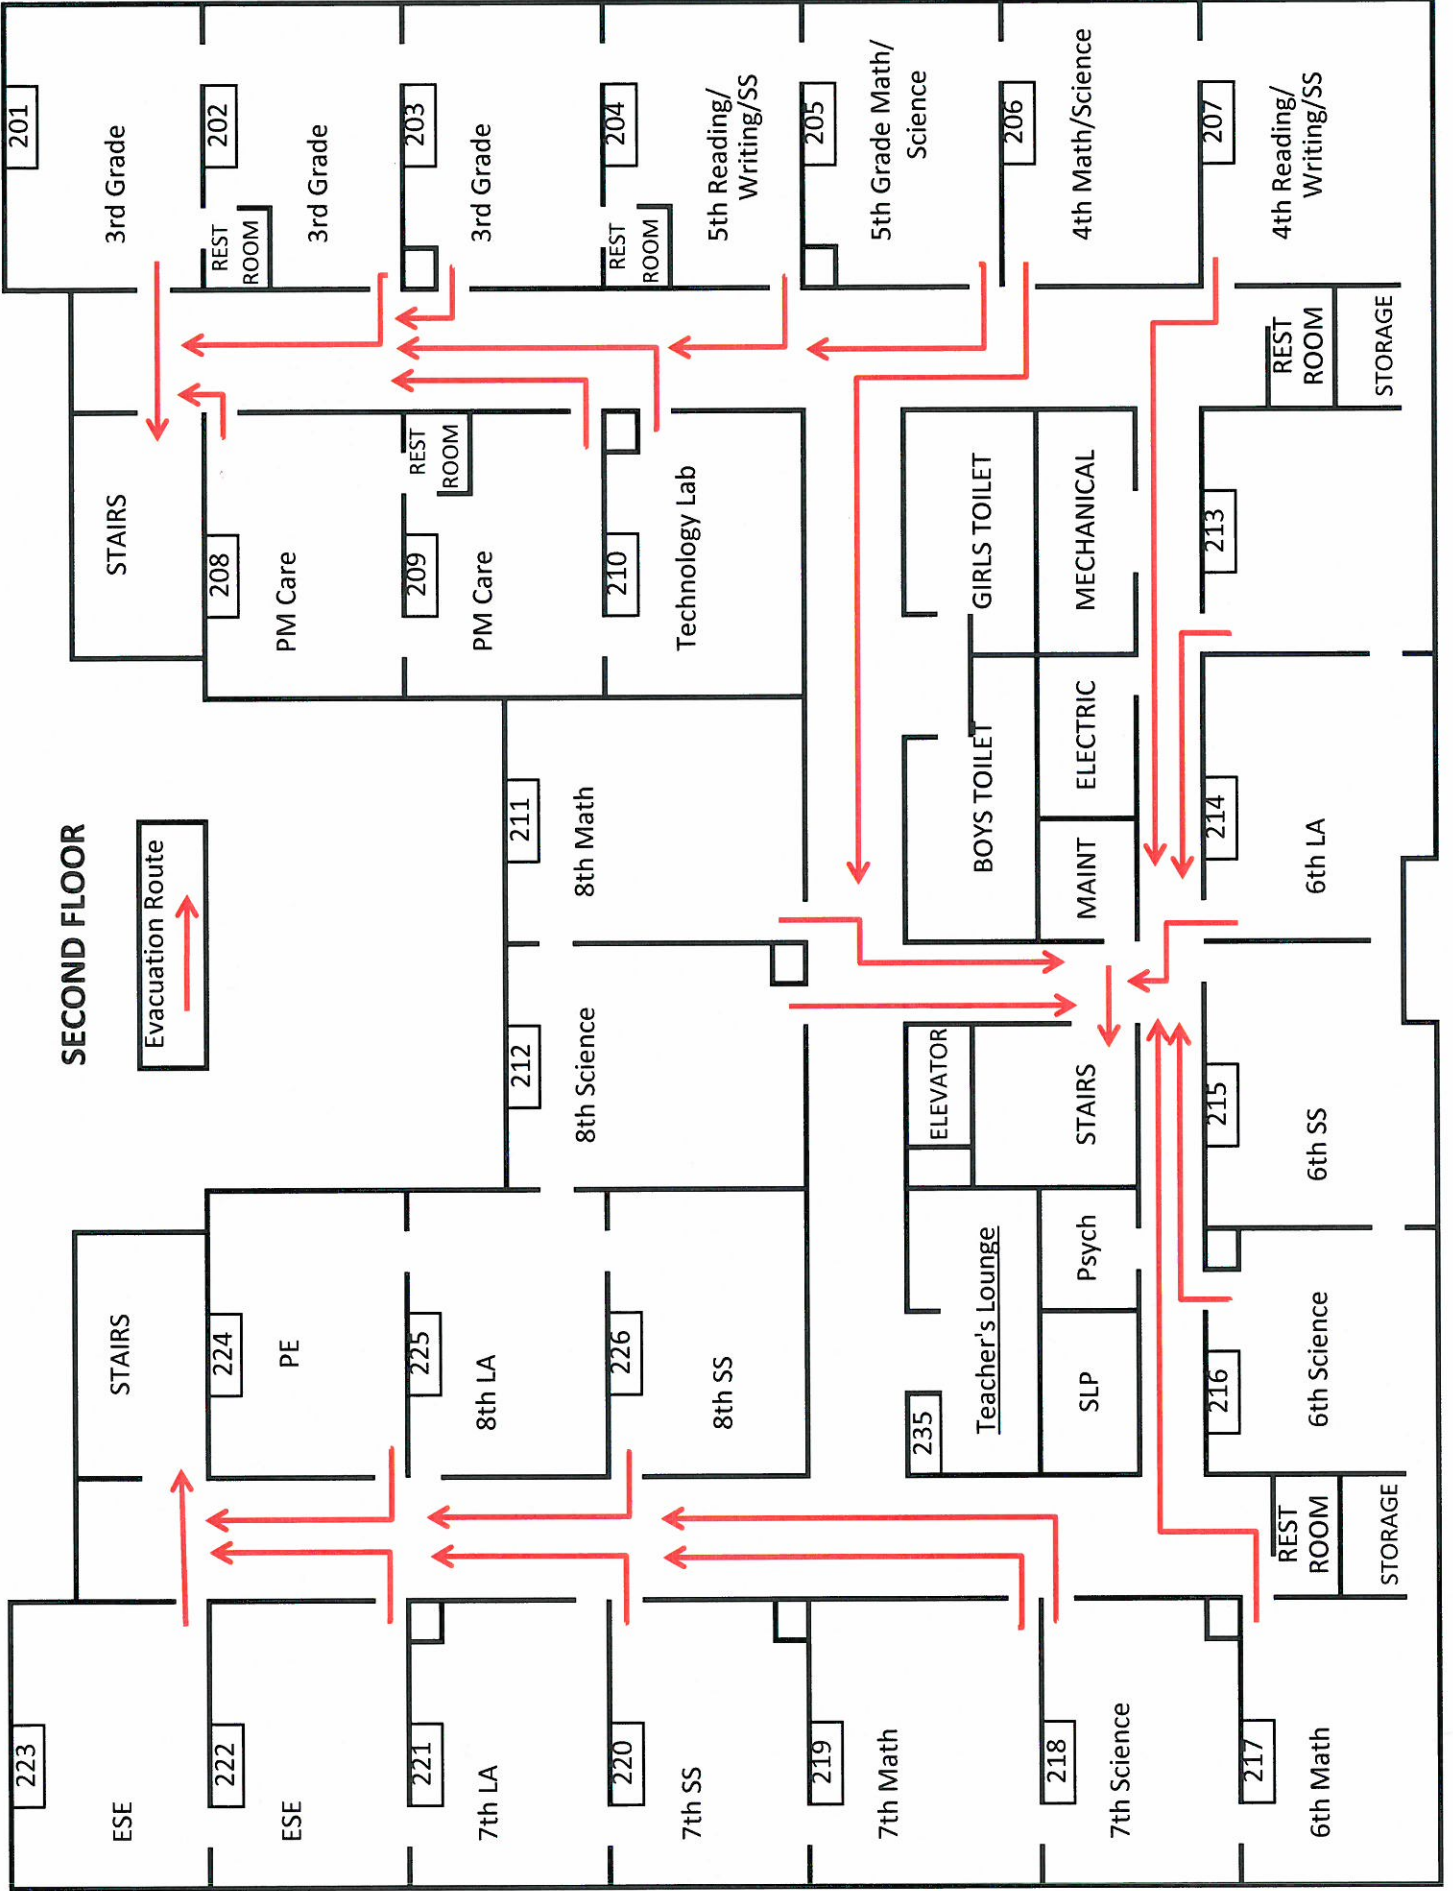 SECOND FLOOR
Evacuation Route
201
3rd Grade
202
REST
ROOM
3rd Grade
203
3rd Grade
204
REST
ROOM
5th Reading/
Writing/SS
205
5th Grade Math/
Science
206
4th Math/Science
207
4th Reading/
Writing/SS
REST
ROOM
STORAGE
STAIRS
208
PM Care
209
REST
ROOM
PM Care
210
Technology Lab
211
8th Math
212
8th Science
GIRLS TOILET
MECHANICAL
BOYS TOILET
ELECTRIC
MAINT
213
214
6th LA
ELEVATOR
STAIRS
215
6th SS
STAIRS
224
PE
225
8th LA
226
8th SS
235
Teacher's Lounge
Psych
SLP
216
6th Science
REST
ROOM
STORAGE
223
ESE
222
ESE
221
7th LA
220
7th SS
219
7th Math
218
7th Science
217
6th Math